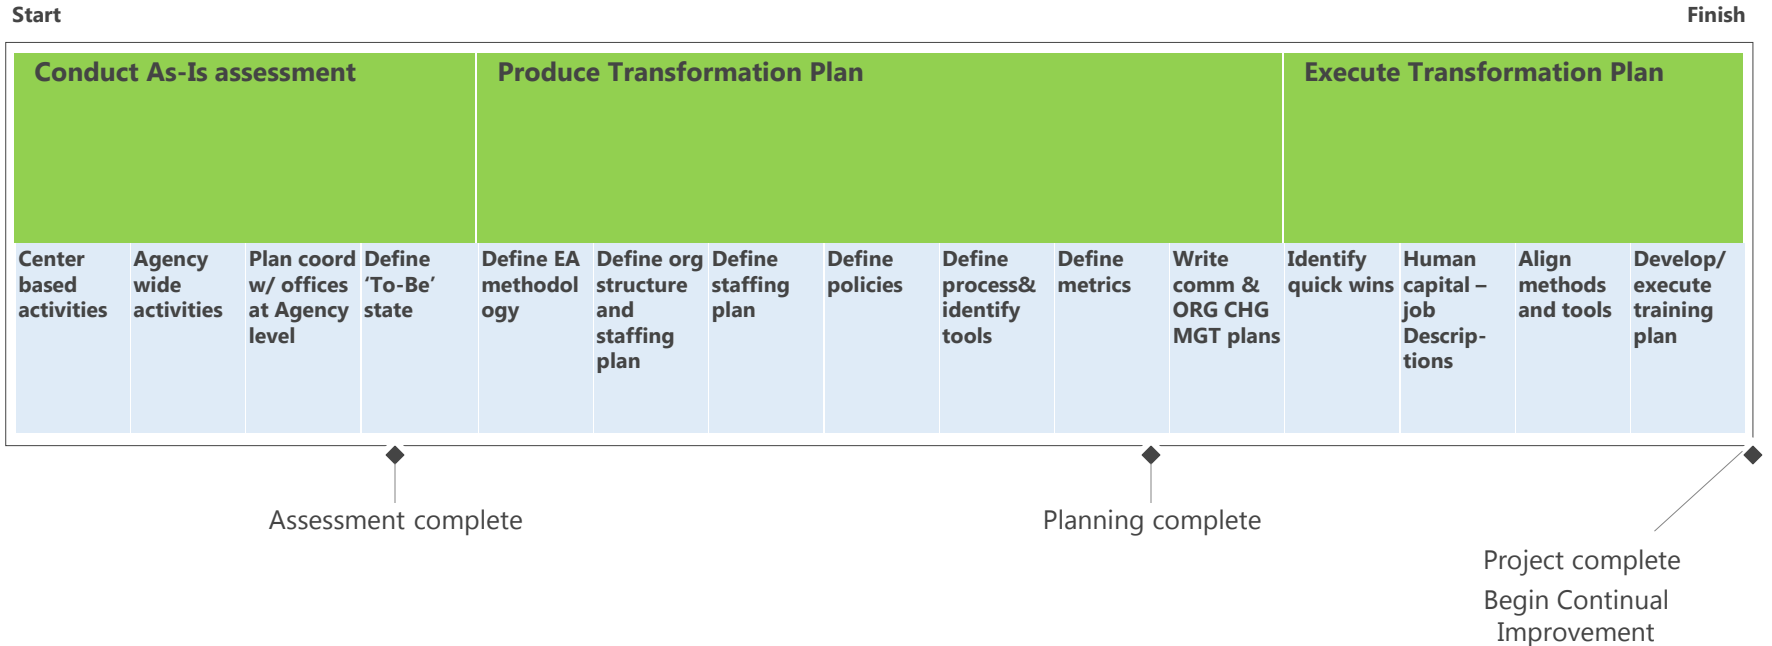 Start
Finish
Conduct As-Is assessment
Produce Transformation Plan
Execute Transformation Plan
Center
based
activities
Agency
wide
activities
Plan coord
w/ offices
at Agency
level
Define
‘To-Be’
state
Define EA
methodol
ogy
Define org
structure
and
staffing
plan
Define
staffing
plan
Define
policies
Define
process&
identify
tools
Define
metrics
Write
comm &
ORG CHG
MGT plans
Identify
quick wins
Human
capital –
job
Descrip-
tions
Align
methods
and tools
Develop/
execute
training
plan
Assessment complete
Planning complete
Project complete
Begin Continual
Improvement